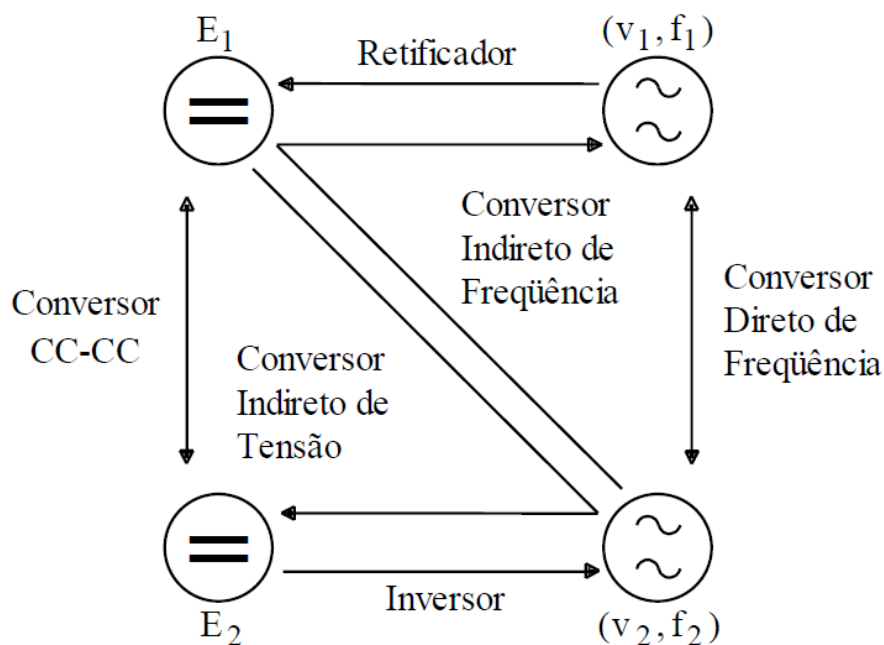 E1
(v1,f1)
Retificador
Conversor
Indireto de
Freqüência
Conversor
CC-CC
Conversor
Direto de
Freqüência
Conversor
Indireto de
Tensão
Inversor
E2
(v2,f2)